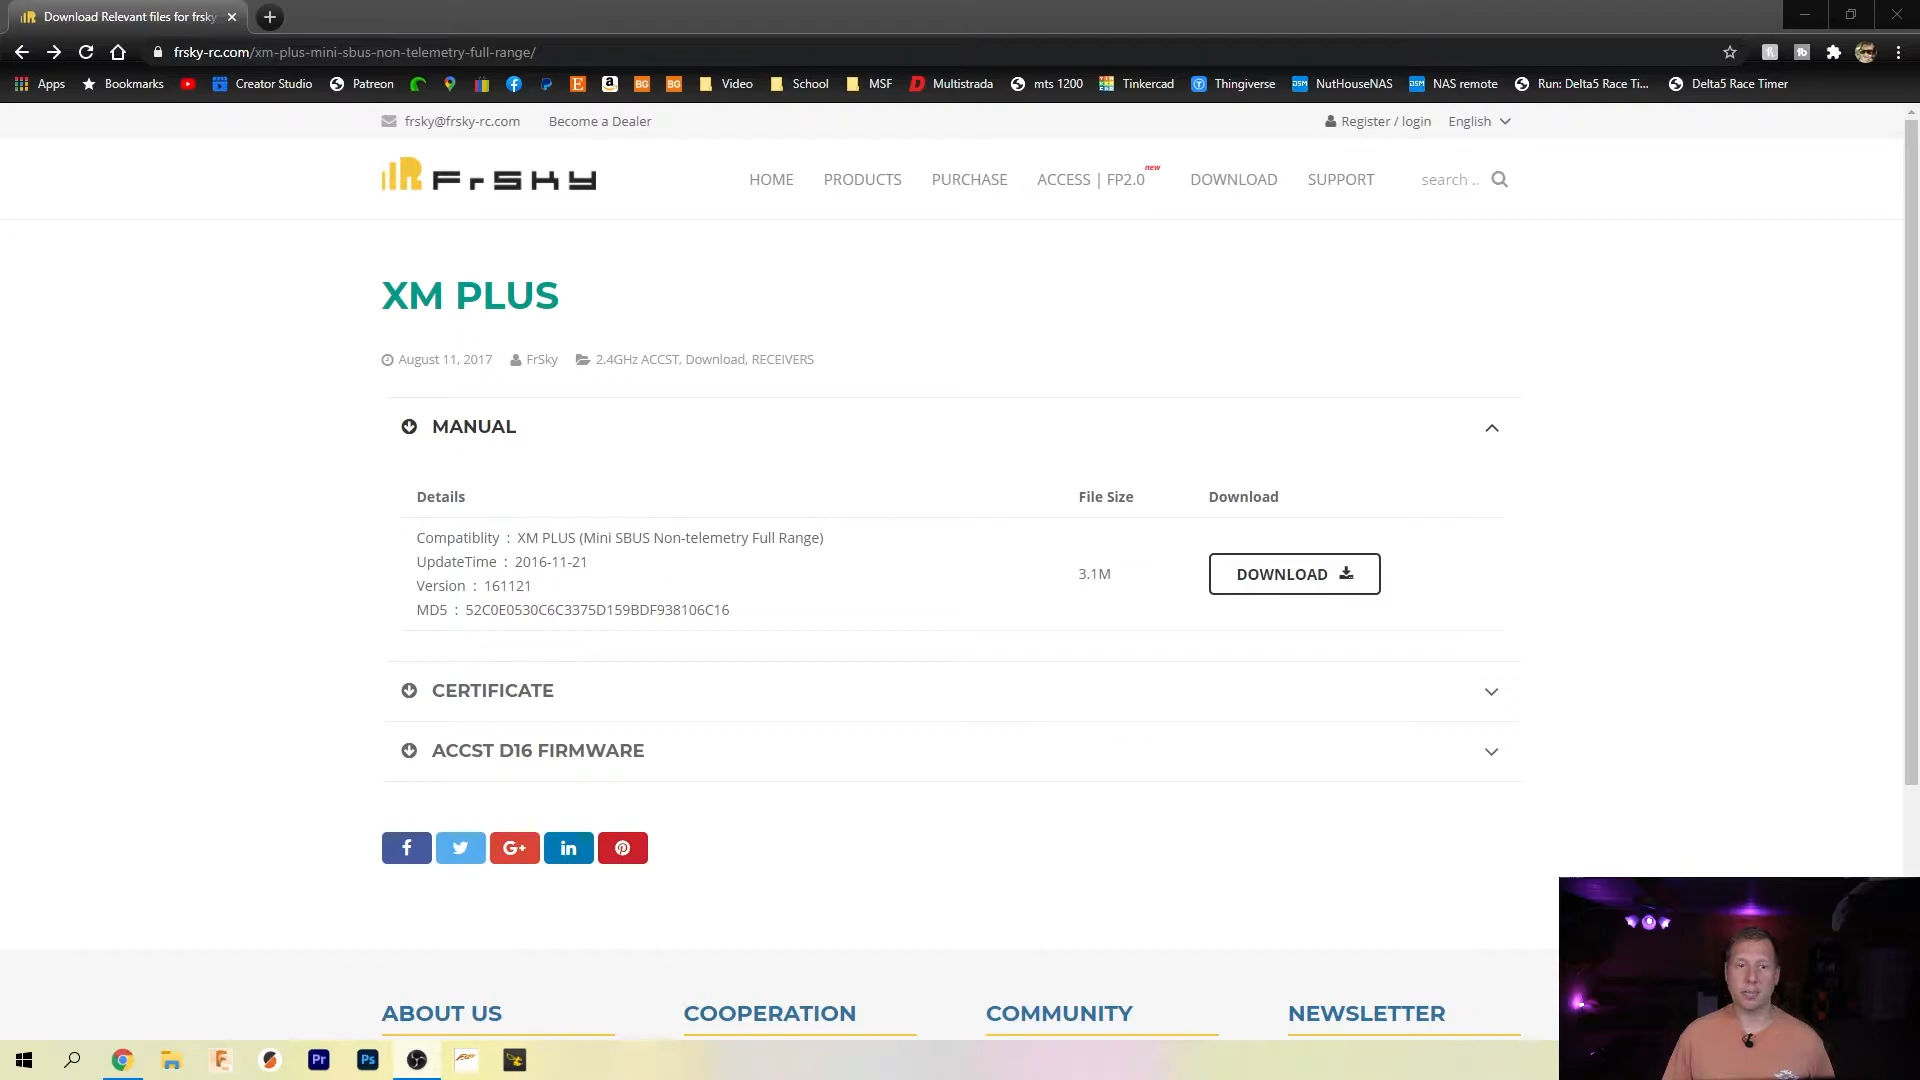 Download Relevant files for frsky
frsky-rc.com/xm-plus-mini-sbus-non-telemetry-full-range/
Apps Bookmarks Creator Studio Patreon Video School MSF Multistrada mts 1200 Tinkercad Thingiverse NutHouseNAS NAS remote Run: Delta5 Race Ti... Delta5 Race Timer
frsky@frsky-rc.com Become a Dealer Register / login English
FrSky HOME PRODUCTS PURCHASE ACCESS | FP2.0 new DOWNLOAD SUPPORT search ..
XM PLUS
August 11, 2017 FrSky 2.4GHz ACCST, Download, RECEIVERS
MANUAL
Details File Size Download
Compatiblity : XM PLUS (Mini SBUS Non-telemetry Full Range)
UpdateTime : 2016-11-21
Version : 161121
MD5 : 52C0E0530C6C3375D159BDF938106C16
3.1M DOWNLOAD
CERTIFICATE
ACCST D16 FIRMWARE
ABOUT US COOPERATION COMMUNITY NEWSLETTER